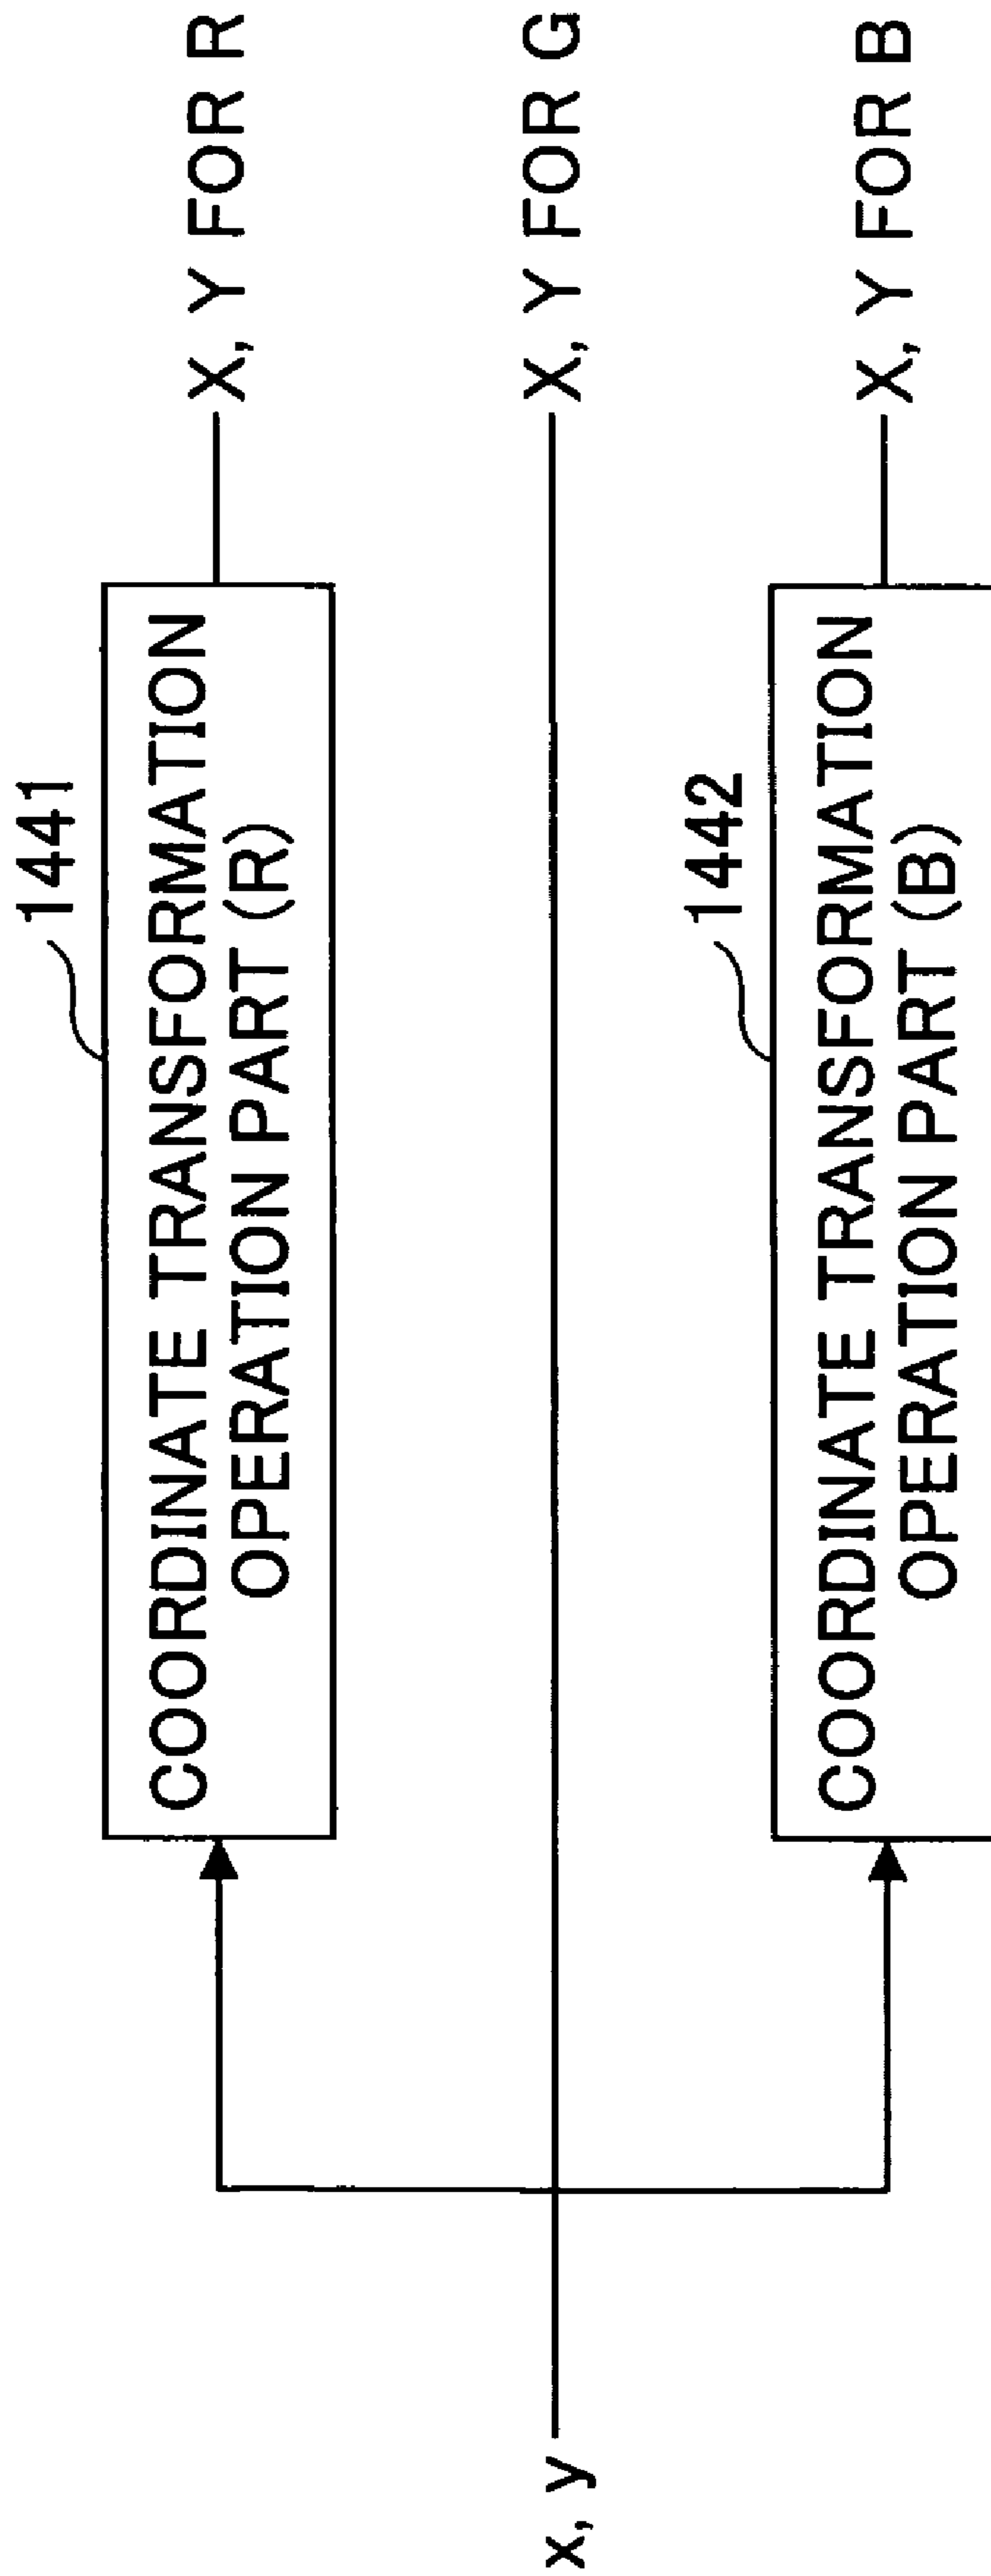 1441
COORDINATE TRANSFORMATION
OPERATION PART (R)
X, Y FOR R
x, y
X, Y FOR G
1442
COORDINATE TRANSFORMATION
OPERATION PART (B)
X, Y FOR B